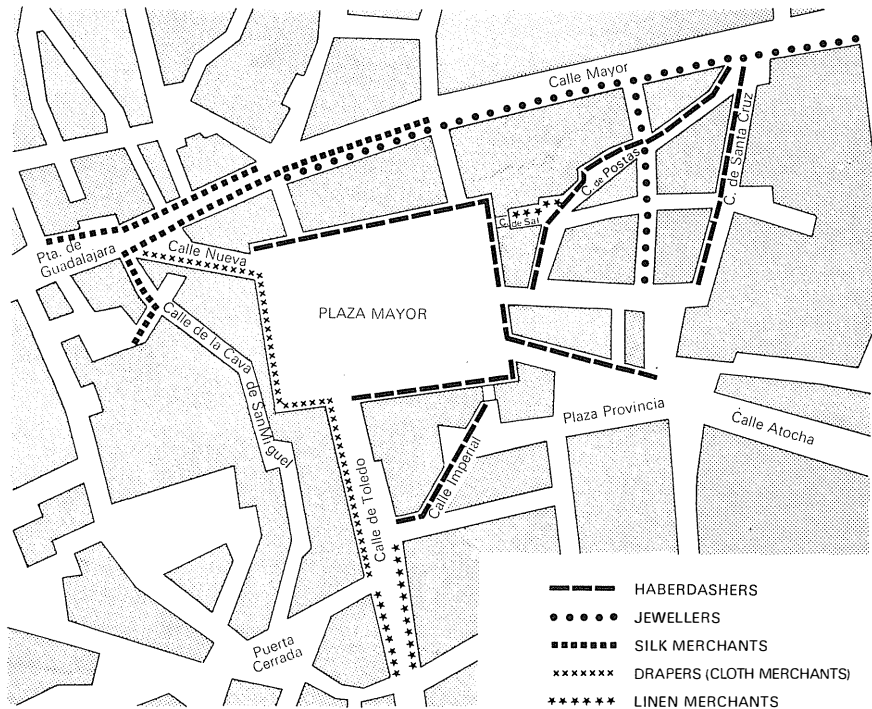 Calle Mayor
C. de Santa Cruz
C. de Postas
C. de Sal
Pta. de
Guadalajara
Calle Nueva
PLAZA MAYOR
Calle de la Cava de San Miguel
Plaza Provincia
Calle Atocha
Calle Imperial
Calle de Toledo
Puerta
Cerrada
HABERDASHERS
JEWELLERS
SILK MERCHANTS
DRAPERS (CLOTH MERCHANTS)
LINEN MERCHANTS